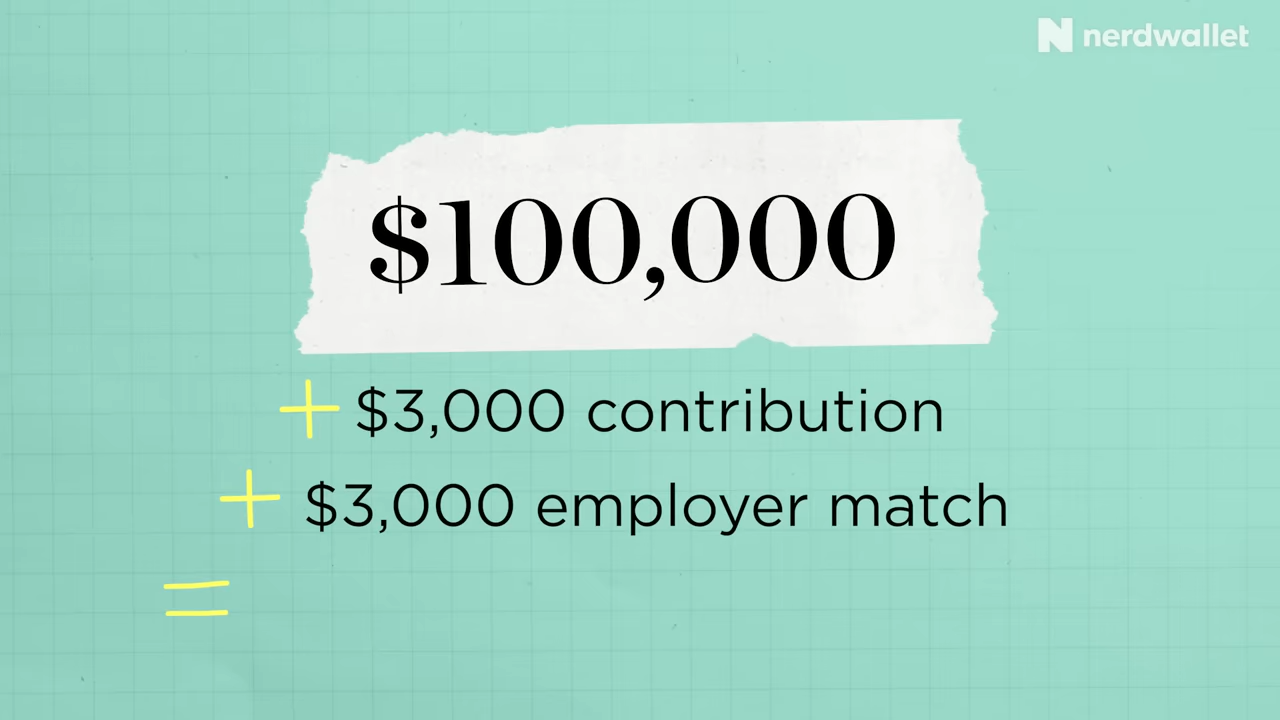 nerdwallet
$100,000
+ $3,000 contribution
+ $3,000 employer match
=